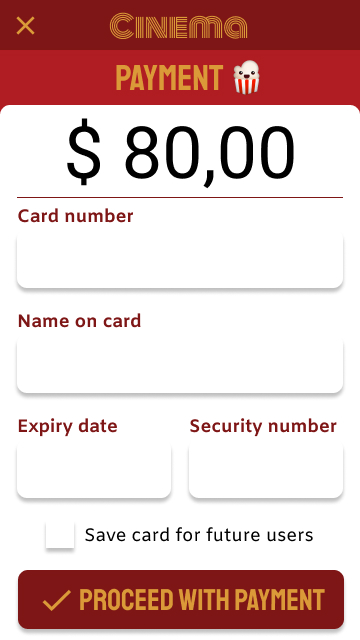 Cinema
PAYMENT
$ 80,00
Card number
Name on card
Expiry date
Security number
Save card for future users
PROCEED WITH PAYMENT